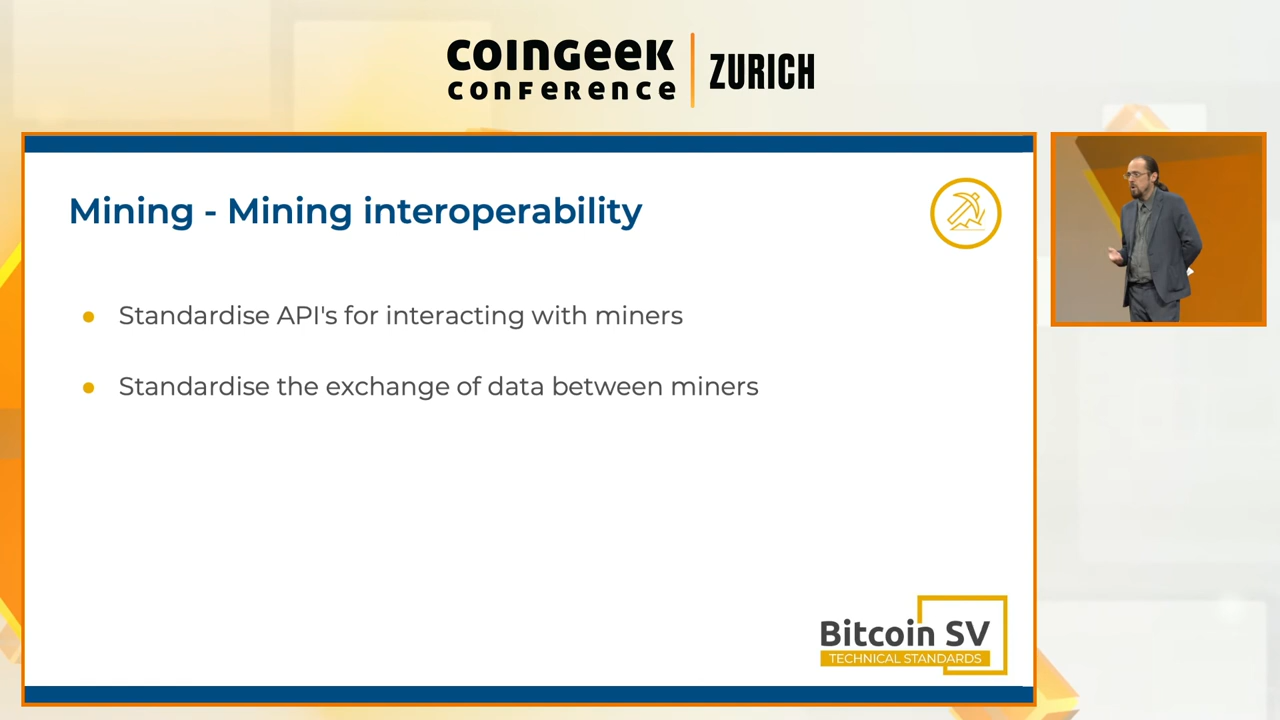 COINGEEK
CONFERENCE
ZURICH
Mining - Mining interoperability
● Standardise API's for interacting with miners
● Standardise the exchange of data between miners
Bitcoin SV
TECHNICAL STANDARDS